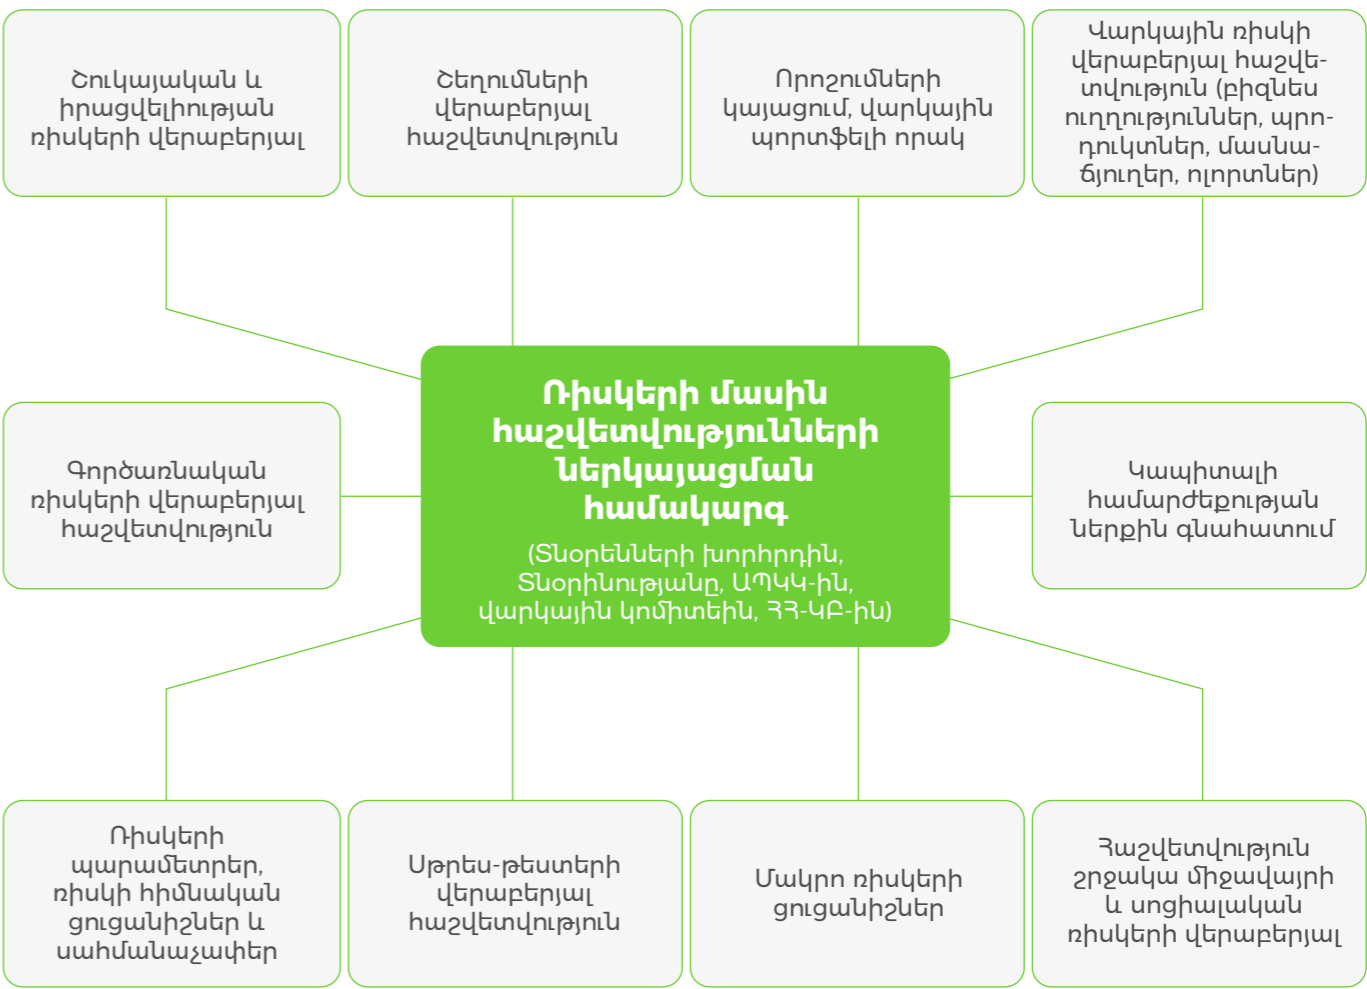 Շուկայական և
իրացվելիության
ռիսկերի վերաբերյալ
Շեղումների
վերաբերյալ
հաշվետվություն
Որոշումների
կայացում, վարկային
պորտֆելի որակ
Վարկային ռիսկի
վերաբերյալ հաշվե-
տվություն (բիզնես
ուղղություններ, պրո-
դուկտներ, մասնա-
ճյուղեր, ոլորտներ)
Գործառնական
ռիսկերի վերաբերյալ
հաշվետվություն
Ռիսկերի մասին
հաշվետվությունների
ներկայացման
համակարգ
(Տնօրենների խորհրդին,
Տնօրինությանը, ԱՊԿԿ-ին,
վարկային կոմիտեին, ՀՀ-ԿԲ-ին)
Կապիտալի
համարժեքության
ներքին գնահատում
Ռիսկերի
պարամետրեր,
ռիսկի հիմնական
ցուցանիշներ և
սահմանաչափեր
Սթրես-թեստերի
վերաբերյալ
հաշվետվություն
Մակրո ռիսկերի
ցուցանիշներ
Հաշվետվություն
շրջակա միջավայրի
և սոցիալական
ռիսկերի վերաբերյալ